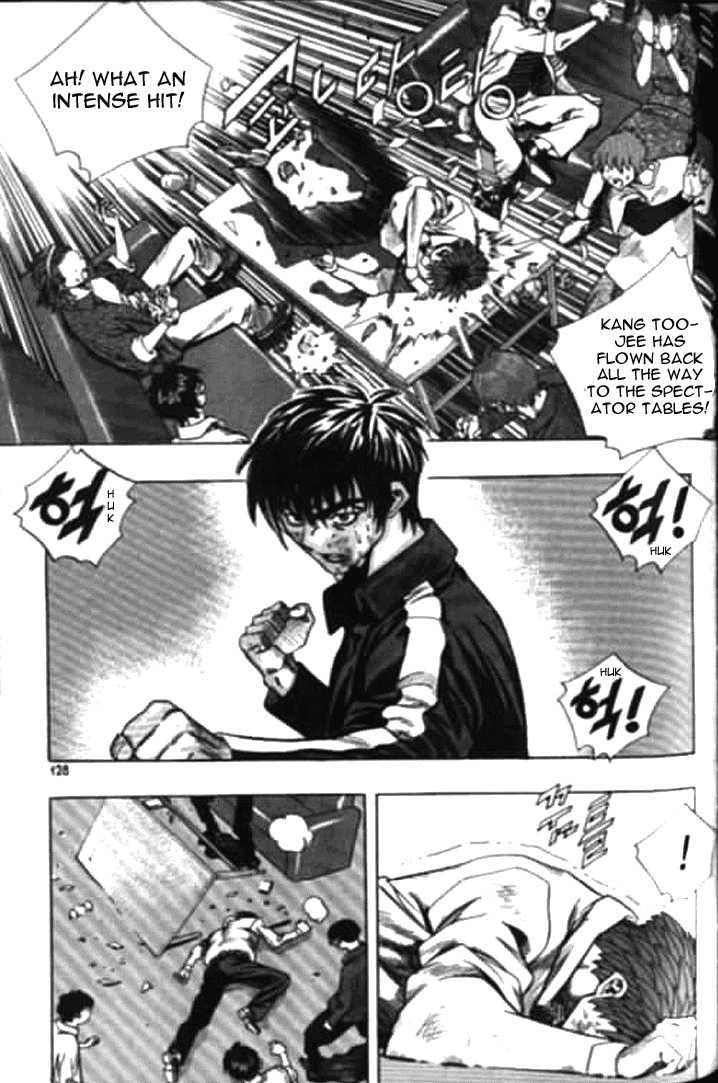 AH! WHAT AN
INTENSE HIT!
KANG TOO-
JEE HAS
FLOWN BACK
ALL THE WAY
TO THE SPECT-
ATOR TABLES!
헉
HUK
헉!
HUK
HUK
헉!
128
!